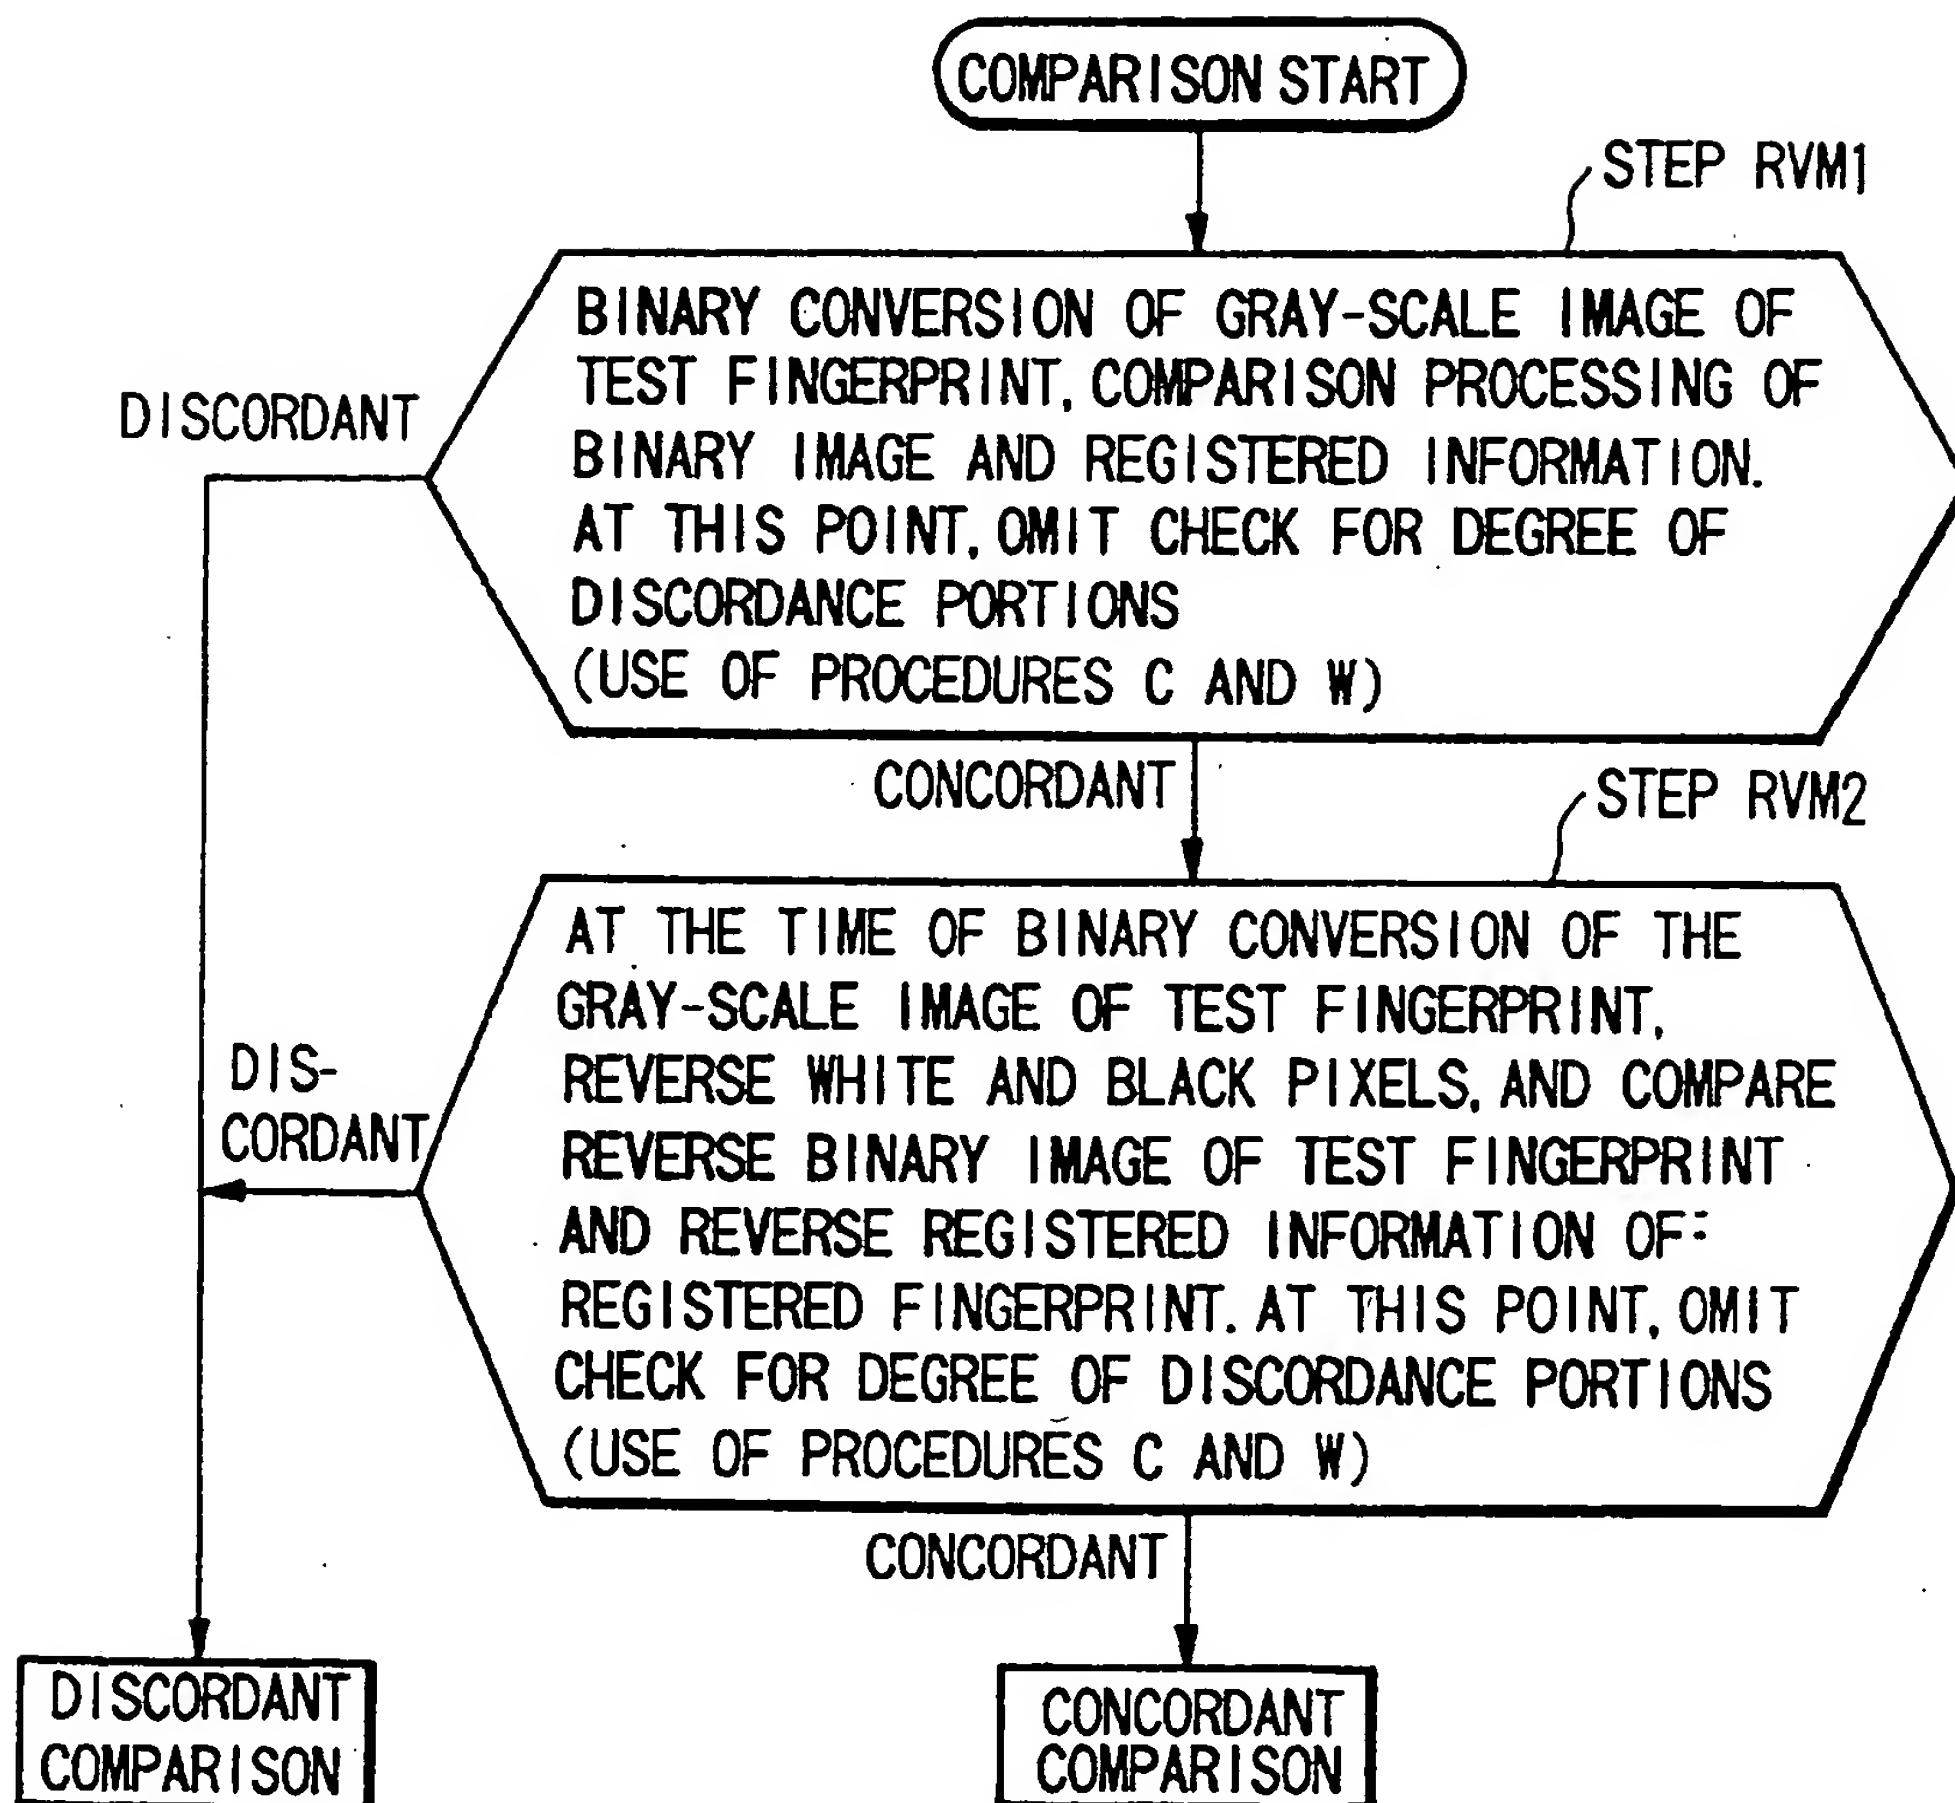 COMPARISON START
STEP RVM1
BINARY CONVERSION OF GRAY-SCALE IMAGE OF
TEST FINGERPRINT, COMPARISON PROCESSING OF
BINARY IMAGE AND REGISTERED INFORMATION.
AT THIS POINT, OMIT CHECK FOR DEGREE OF
DISCORDANCE PORTIONS
(USE OF PROCEDURES C AND W)
DISCORDANT
CONCORDANT
STEP RVM2
AT THE TIME OF BINARY CONVERSION OF THE
GRAY-SCALE IMAGE OF TEST FINGERPRINT,
REVERSE WHITE AND BLACK PIXELS, AND COMPARE
REVERSE BINARY IMAGE OF TEST FINGERPRINT
AND REVERSE REGISTERED INFORMATION OF
REGISTERED FINGERPRINT. AT THIS POINT, OMIT
CHECK FOR DEGREE OF DISCORDANCE PORTIONS
(USE OF PROCEDURES C AND W)
DIS-
CORDANT
CONCORDANT
DISCORDANT
COMPARISON
CONCORDANT
COMPARISON